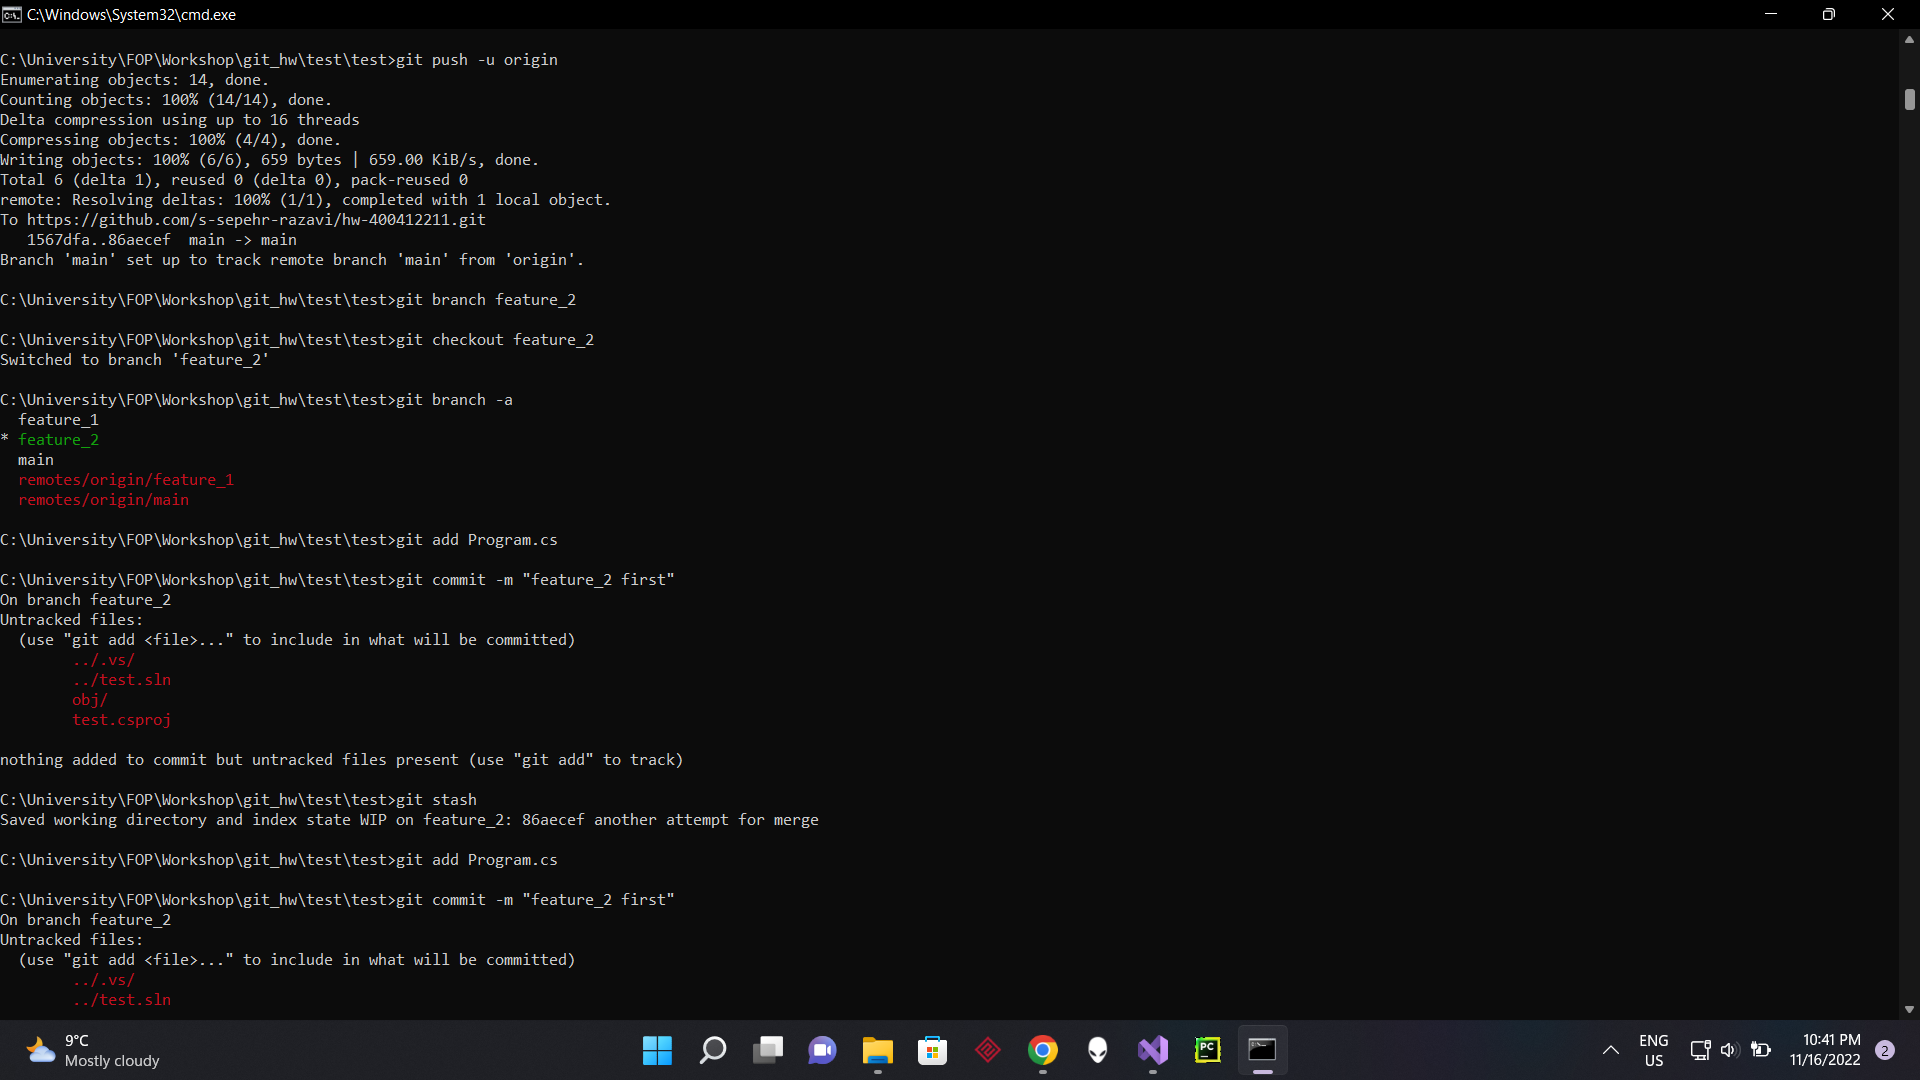 C:\Windows\System32\cmd.exe
C:\University\FOP\Workshop\git_hw\test\test>git push -u origin
Enumerating objects: 14, done.
Counting objects: 100% (14/14), done.
Delta compression using up to 16 threads
Compressing objects: 100% (4/4), done.
Writing objects: 100% (6/6), 659 bytes | 659.00 KiB/s, done.
Total 6 (delta 1), reused 0 (delta 0), pack-reused 0
remote: Resolving deltas: 100% (1/1), completed with 1 local object.
To https://github.com/s-sepehr-razavi/hw-400412211.git
   1567dfa..86aecef  main -> main
Branch 'main' set up to track remote branch 'main' from 'origin'.
C:\University\FOP\Workshop\git_hw\test\test>git branch feature_2
C:\University\FOP\Workshop\git_hw\test\test>git checkout feature_2
Switched to branch 'feature_2'
C:\University\FOP\Workshop\git_hw\test\test>git branch -a
  feature_1
* feature_2
  main
  remotes/origin/feature_1
  remotes/origin/main
C:\University\FOP\Workshop\git_hw\test\test>git add Program.cs
C:\University\FOP\Workshop\git_hw\test\test>git commit -m "feature_2 first"
On branch feature_2
Untracked files:
  (use "git add <file>..." to include in what will be committed)
        ../.vs/
        ../test.sln
        obj/
        test.csproj
nothing added to commit but untracked files present (use "git add" to track)
C:\University\FOP\Workshop\git_hw\test\test>git stash
Saved working directory and index state WIP on feature_2: 86aecef another attempt for merge
C:\University\FOP\Workshop\git_hw\test\test>git add Program.cs
C:\University\FOP\Workshop\git_hw\test\test>git commit -m "feature_2 first"
On branch feature_2
Untracked files:
  (use "git add <file>..." to include in what will be committed)
        ../.vs/
        ../test.sln
9°C
Mostly cloudy
PC
ENG
US
10:41 PM
11/16/2022
2